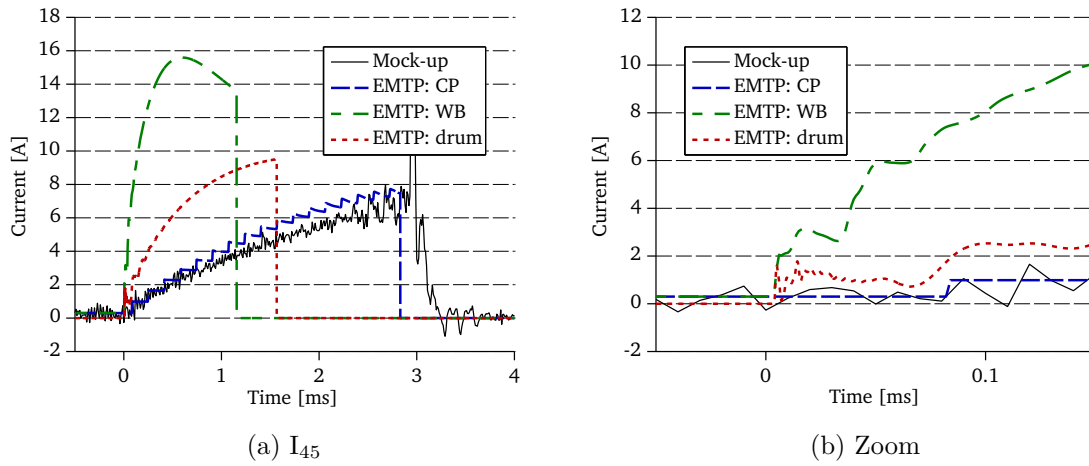 18
16
14
12
10
8
6
4
2
0
-2
Current [A]
0
1
2
3
4
Time [ms]
Mock-up
EMTP: CP
EMTP: WB
EMTP: drum
(a) I45
12
10
8
6
4
2
0
-2
Current [A]
0
0.1
Time [ms]
Mock-up
EMTP: CP
EMTP: WB
EMTP: drum
(b) Zoom